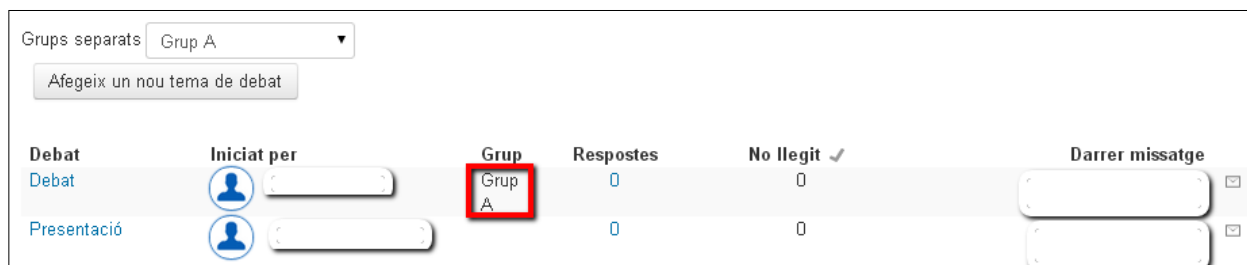 Grups separats Grup A
Afegeix un nou tema de debat
Debat Iniciat per Grup Respostes No llegit Darrer missatge
Debat Grup 0 0
A
Presentació 0 0